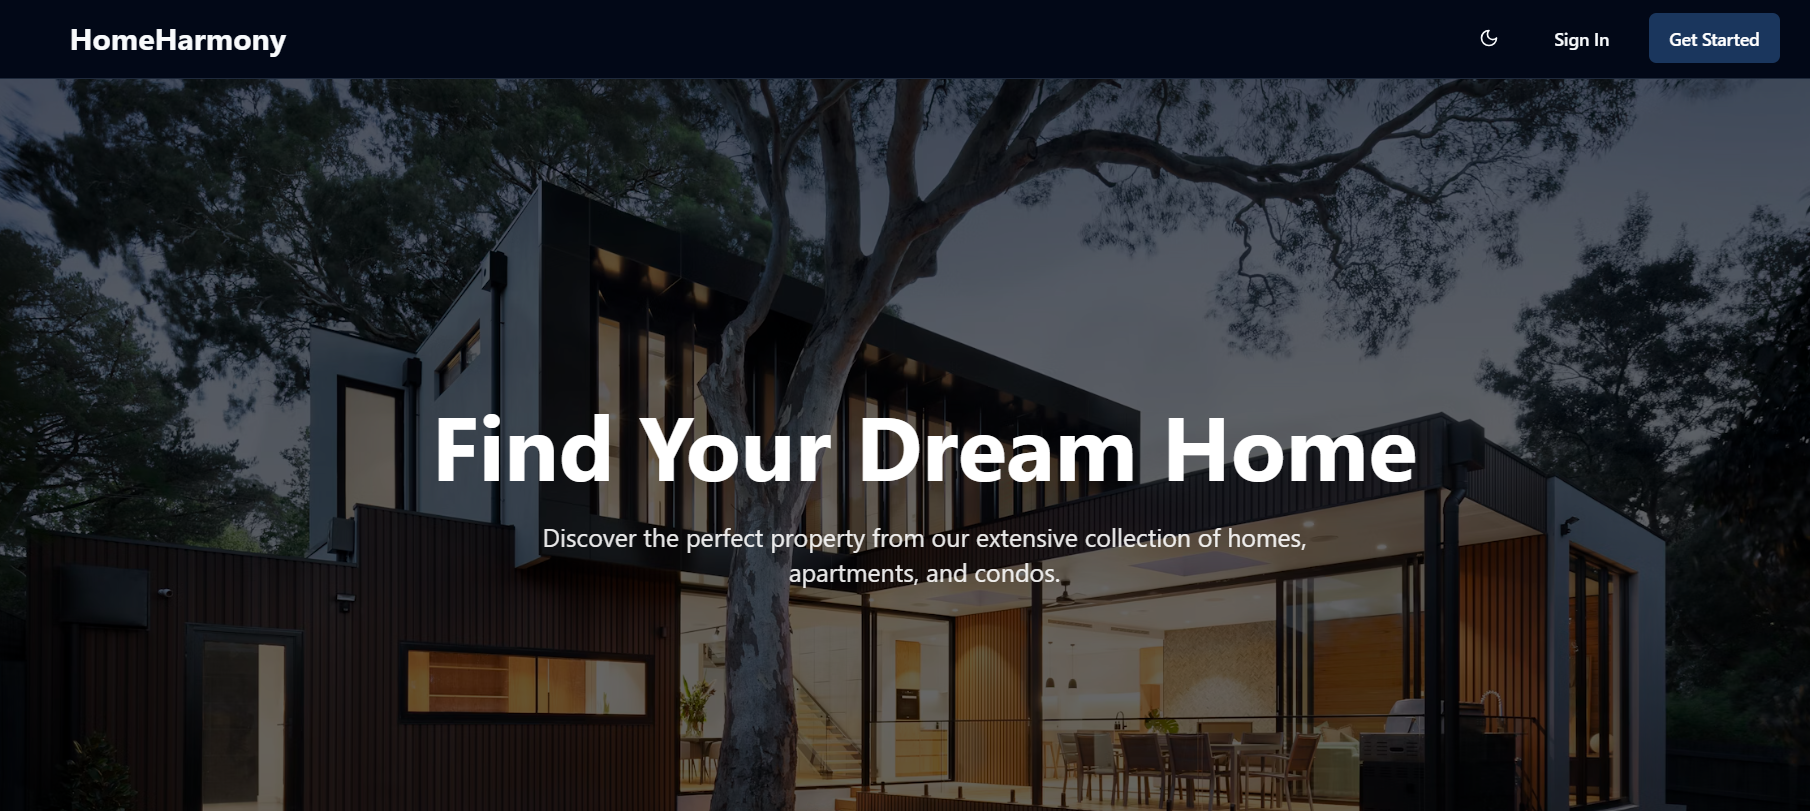 HomeHarmony
Sign In
Get Started
Find Your Dream Home
Discover the perfect property from our extensive collection of homes,
apartments, and condos.